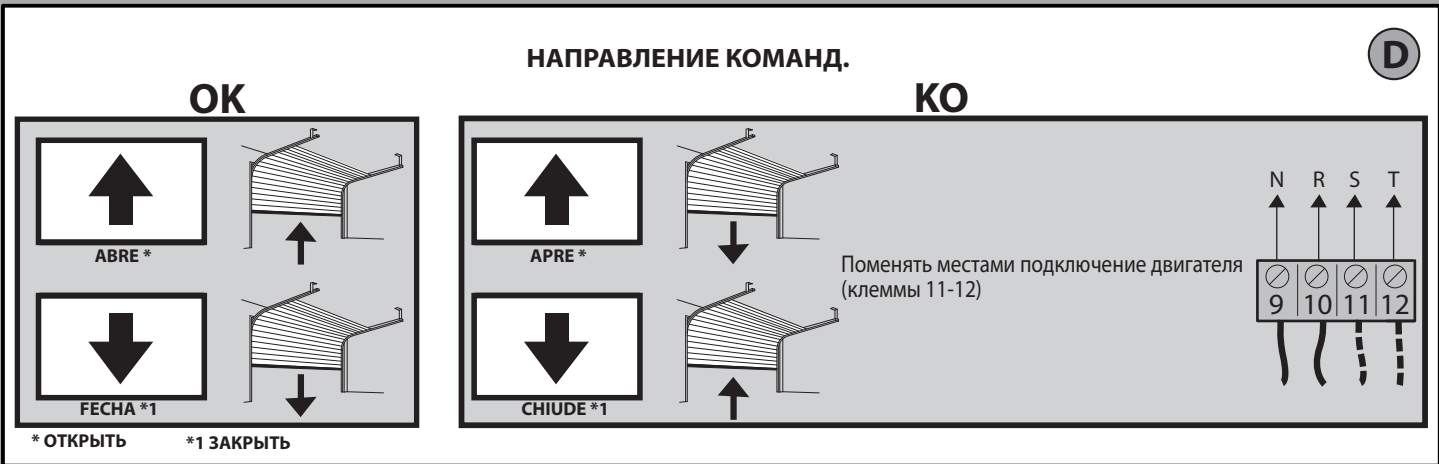 НАПРАВЛЕНИЕ КОМАНД.
D
OK
ABRE *
FECHA *1
* ОТКРЫТЬ *1 ЗАКРЫТЬ
KO
APRE *
CHIUDE *1
Поменять местами подключение двигателя
(клеммы 11-12)
N R S T
9 10 11 12